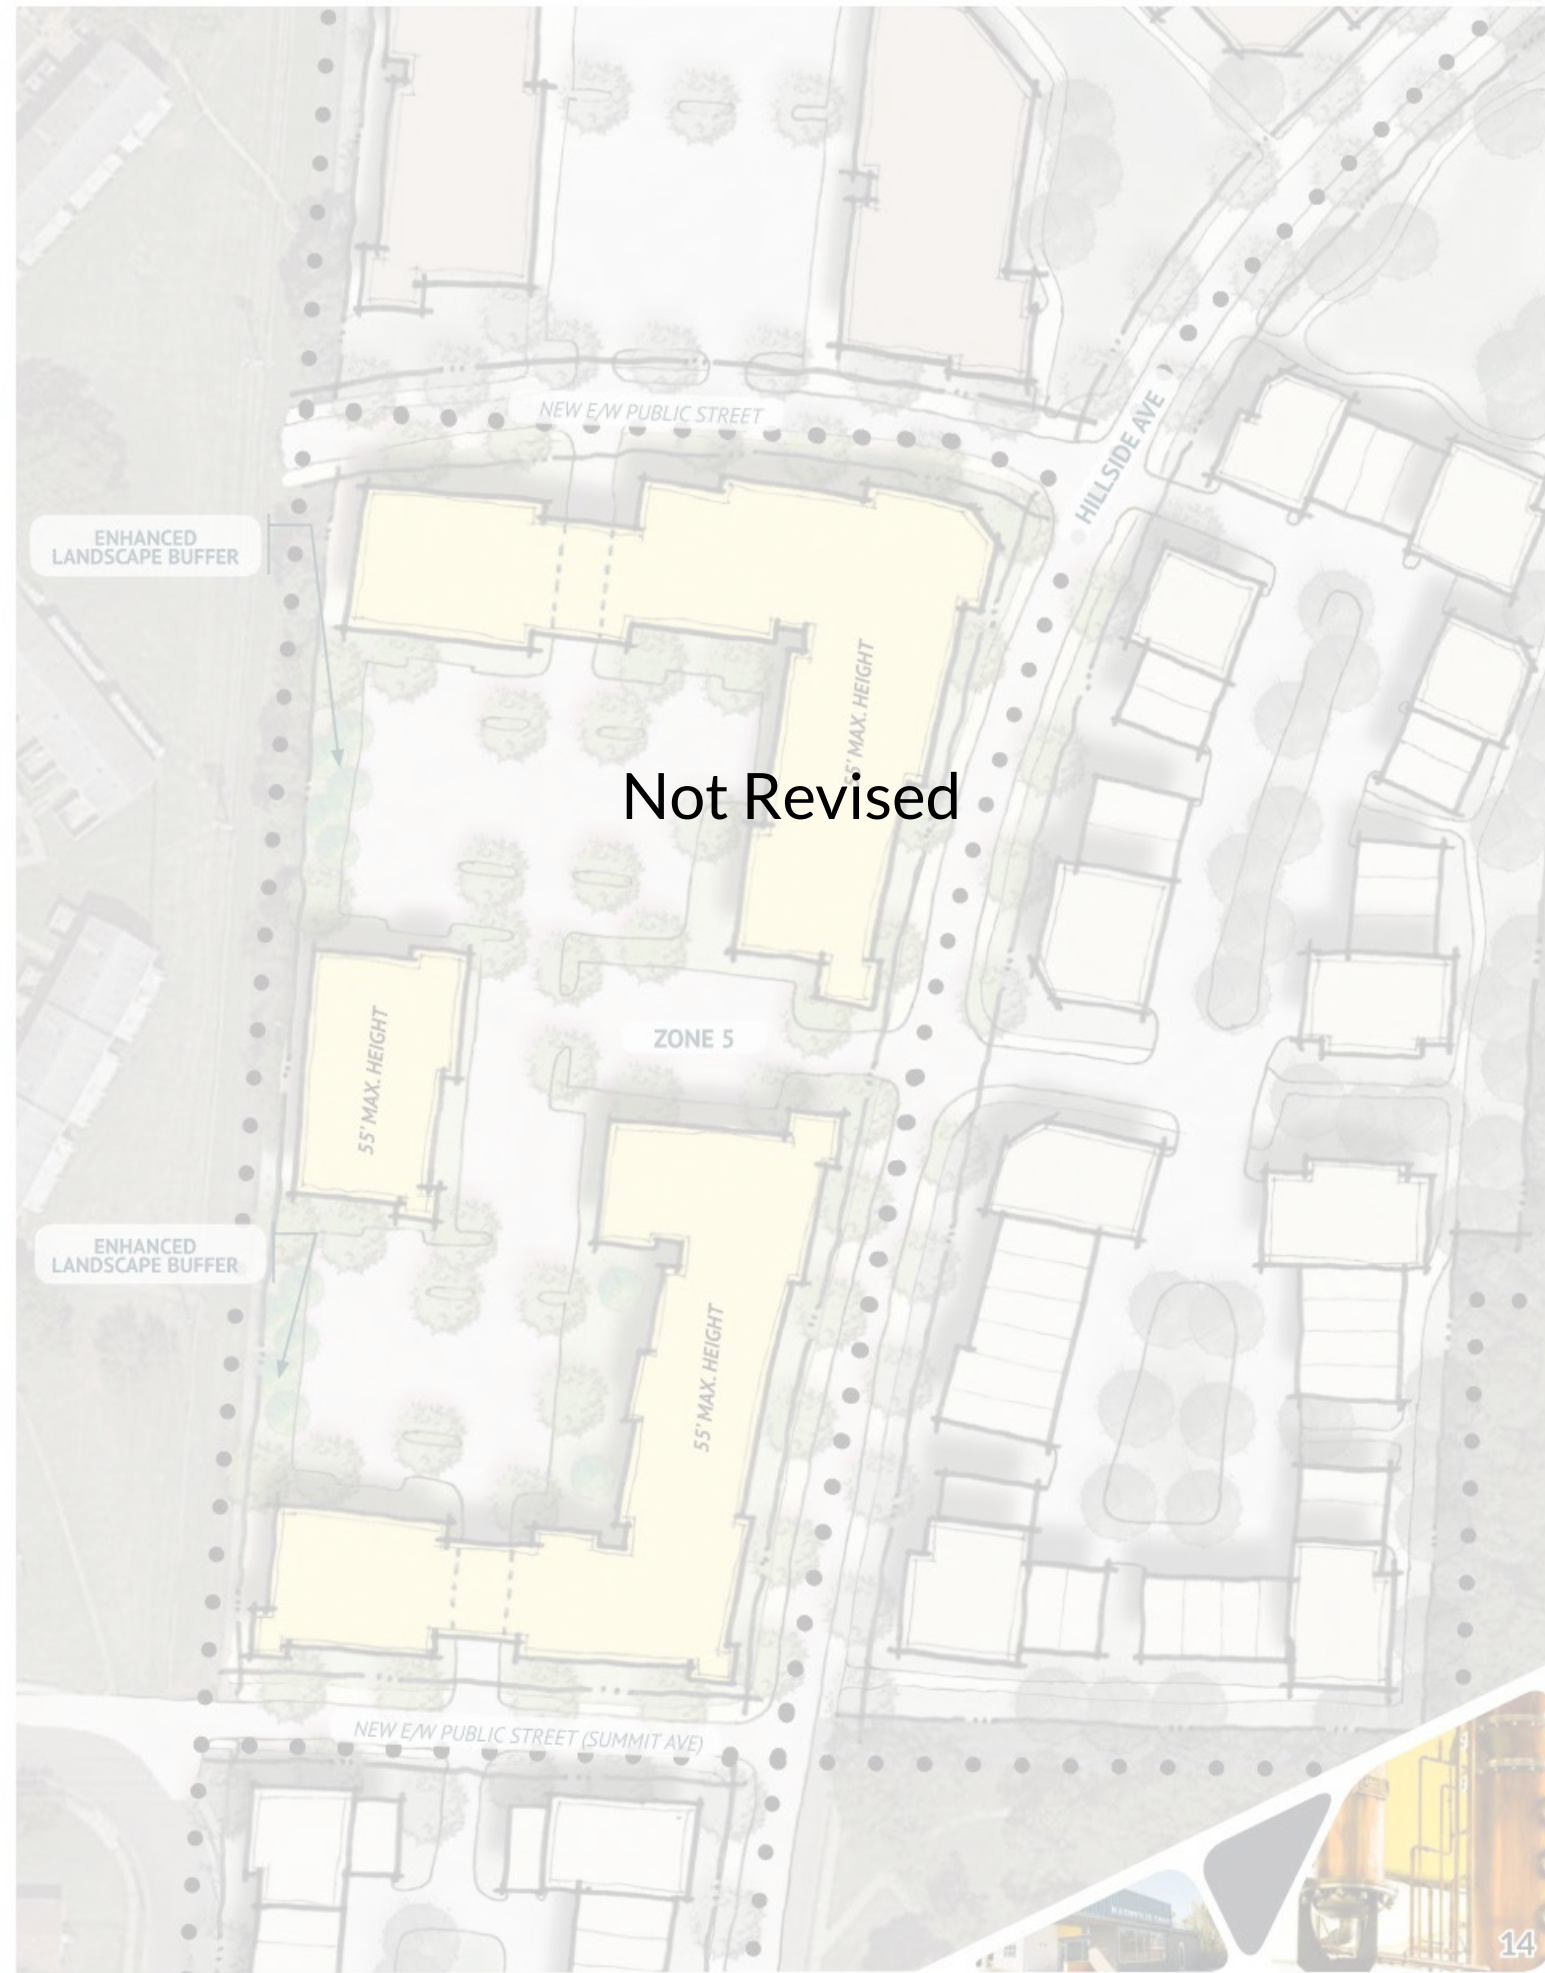 NEW E/W PUBLIC STREET
HILLSIDE AVE
ENHANCED
LANDSCAPE BUFFER
55' MAX. HEIGHT
Not Revised
55' MAX. HEIGHT
ZONE 5
ENHANCED
LANDSCAPE BUFFER
55' MAX. HEIGHT
NEW E/W PUBLIC STREET (SUMMIT AVE)
14